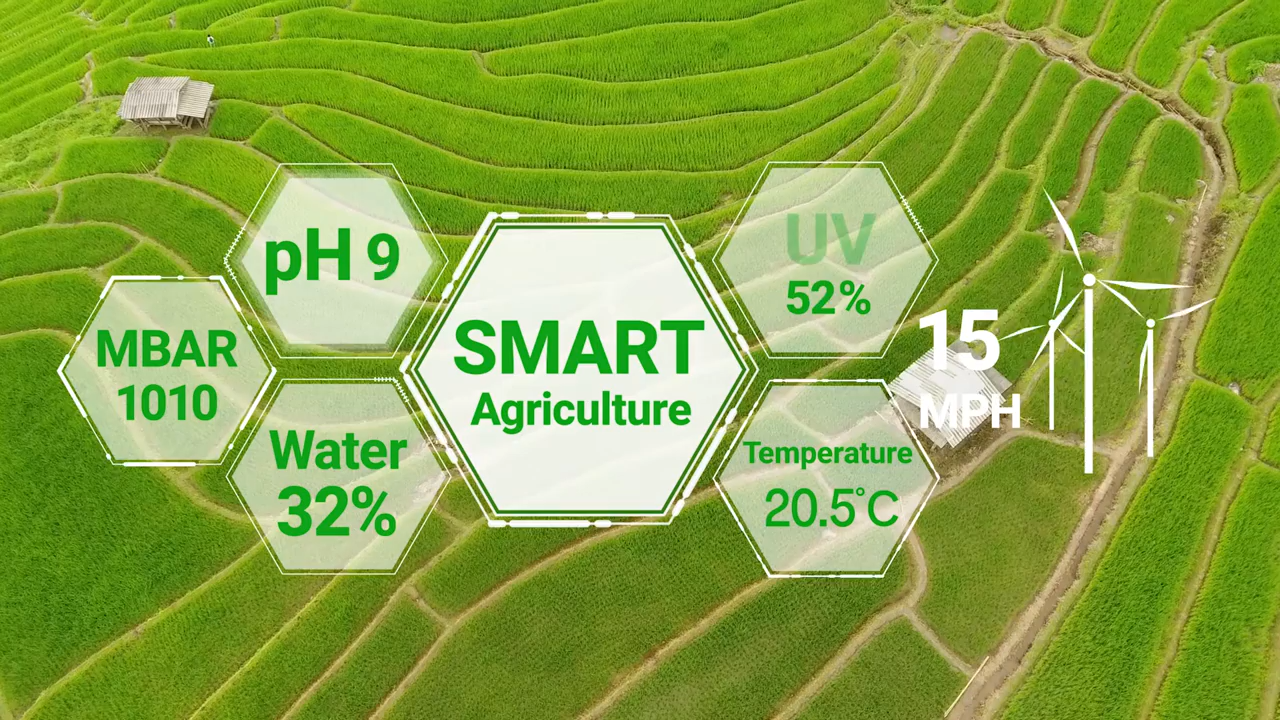 pH 9
MBAR
1010
Water
32%
SMART
Agriculture
UV
52%
Temperature
20.5°C
15
MPH